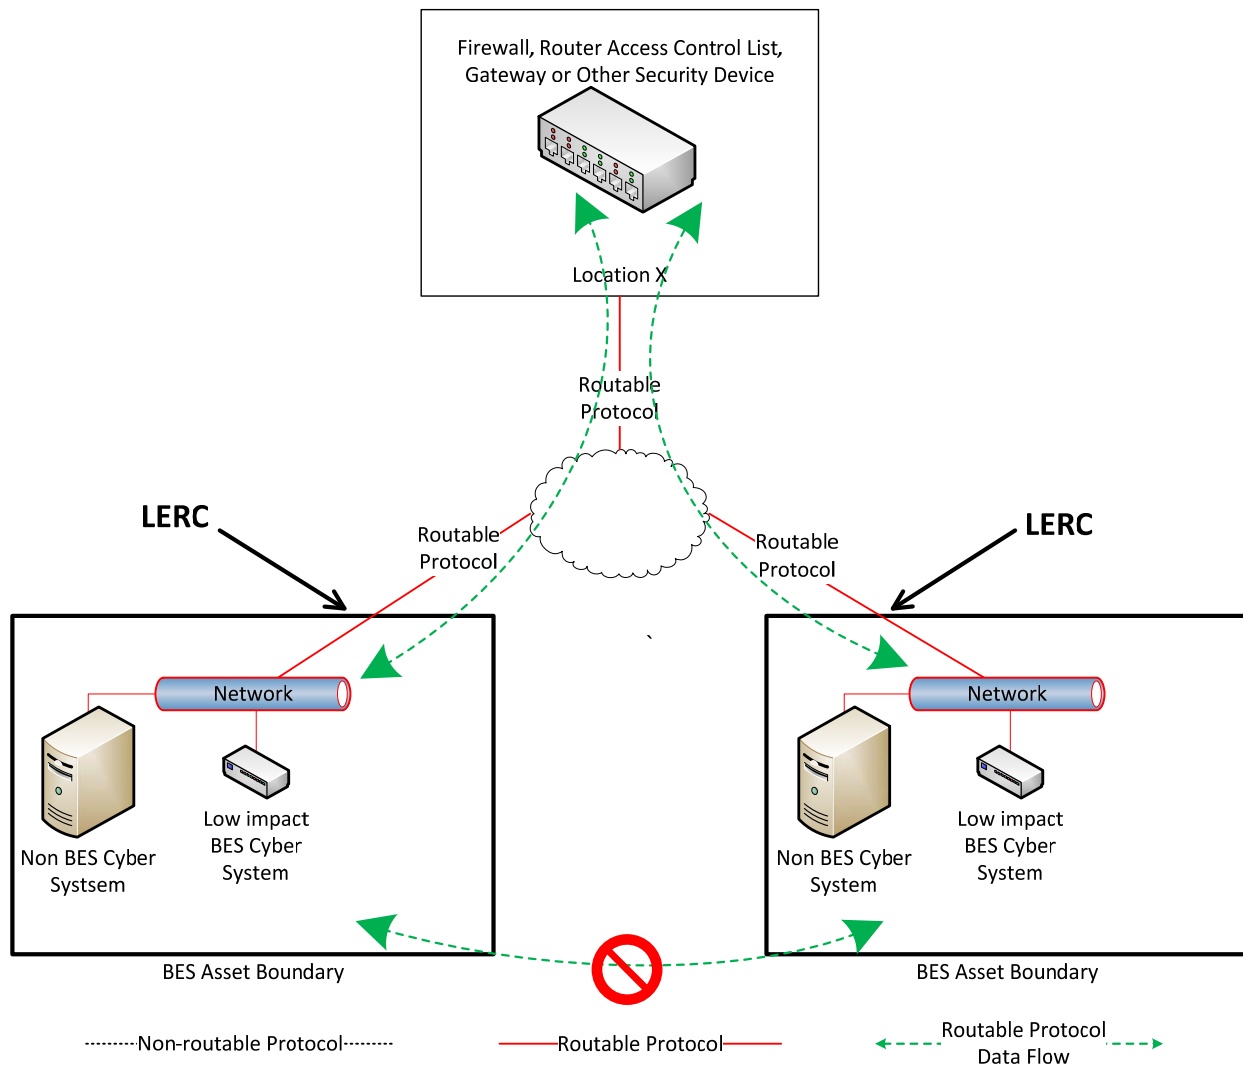 Firewall, Router Access Control List,
Gateway or Other Security Device
Location X
Routable
Protocol
LERC
Routable
Protocol
Routable
Protocol
LERC
`
Network
Non BES Cyber
Systsem
Low impact
BES Cyber
System
BES Asset Boundary
Network
Non BES Cyber
System
Low impact
BES Cyber
System
BES Asset Boundary
Non-routable Protocol
Routable Protocol
Routable Protocol
Data Flow